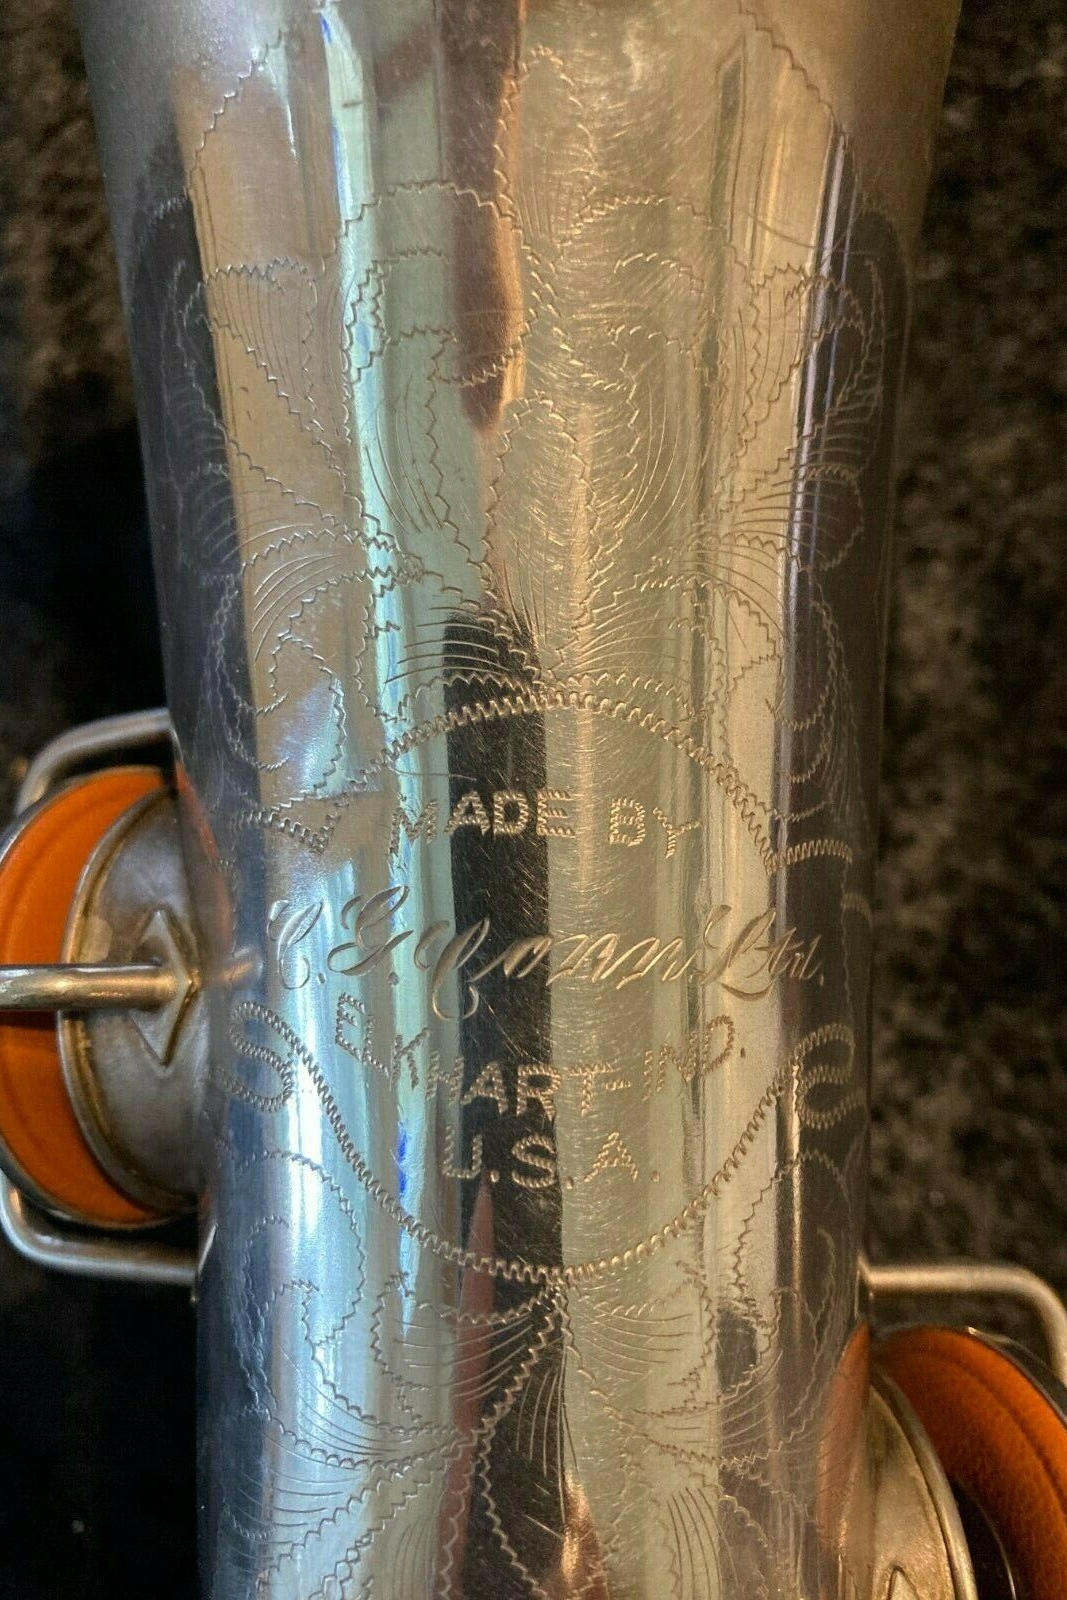 MADE BY
C.G. Conn Ltd.
ELKHART IND.
U.S.A.